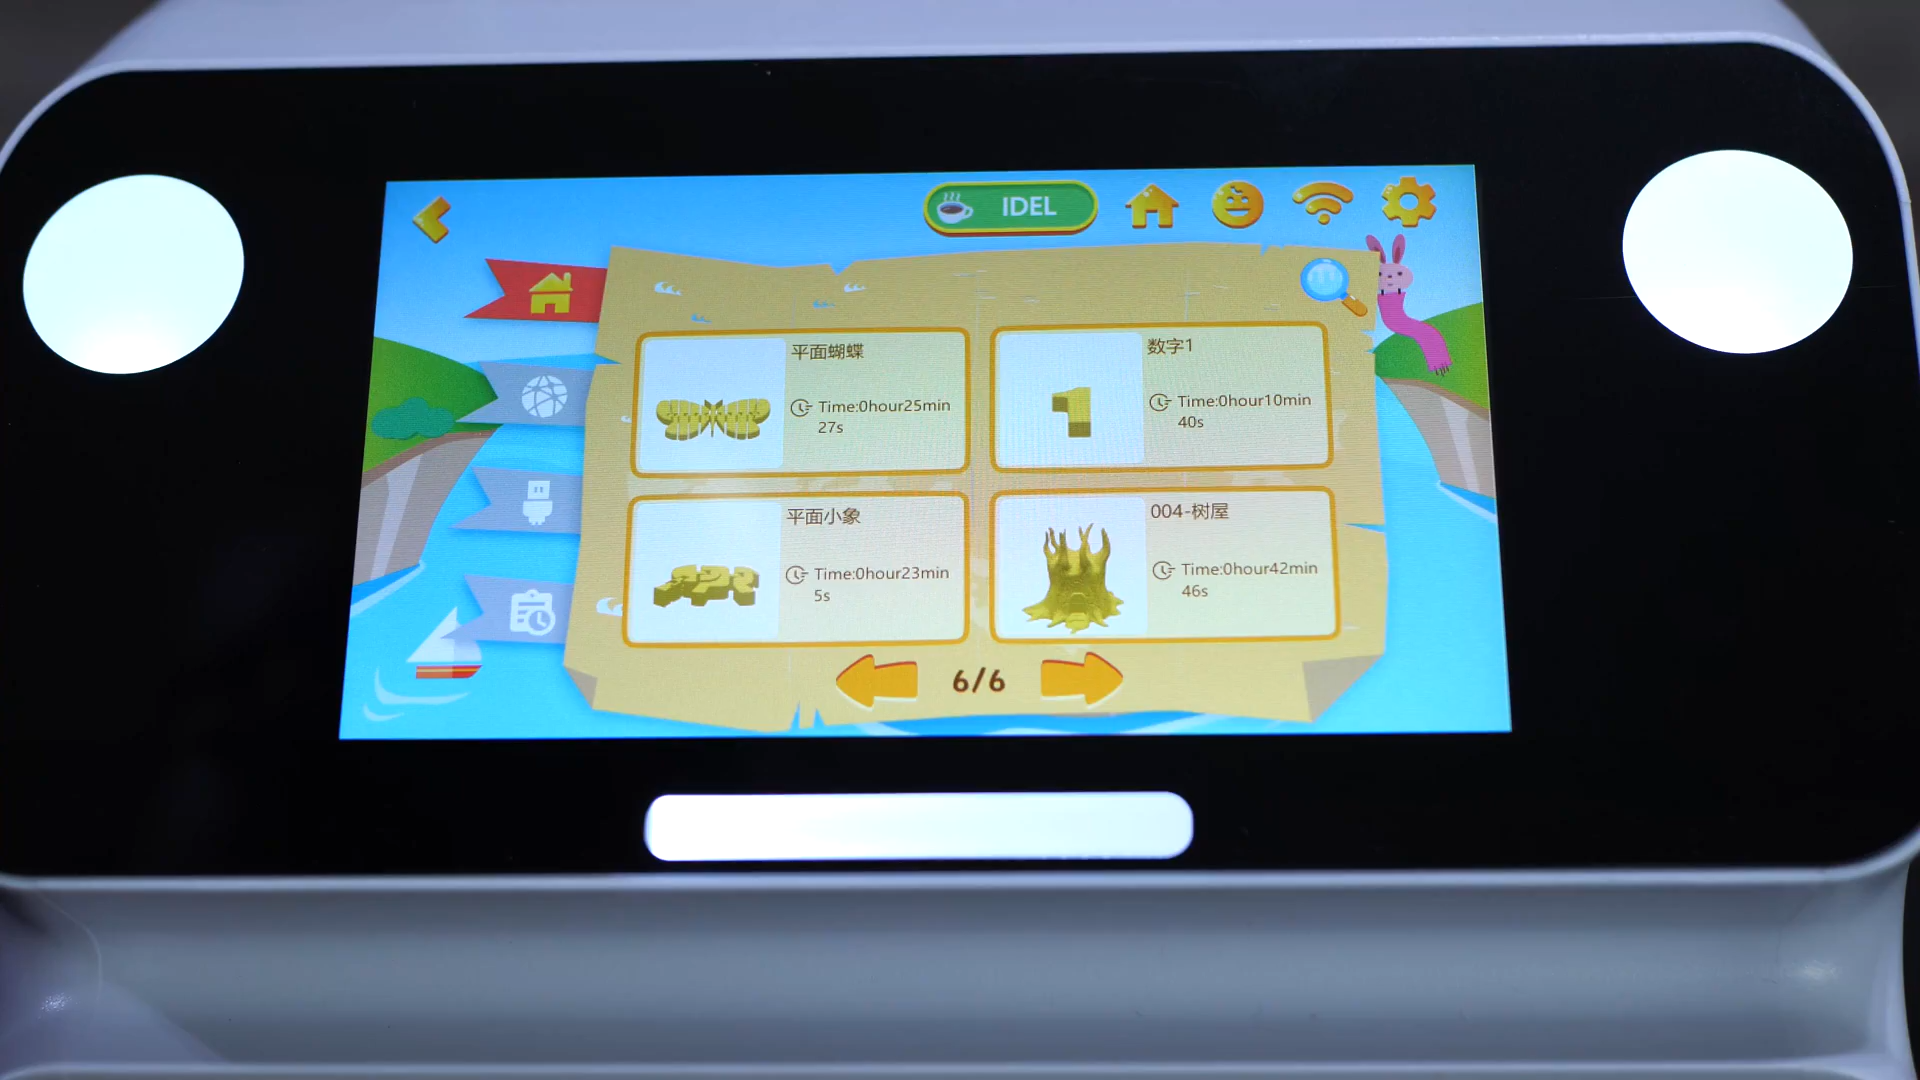 IDEL
平面蝴蝶
Time:0hour25min
27s
数字1
Time:0hour10min
40s
平面小象
Time:0hour23min
5s
004-树屋
Time:0hour42min
46s
6/6